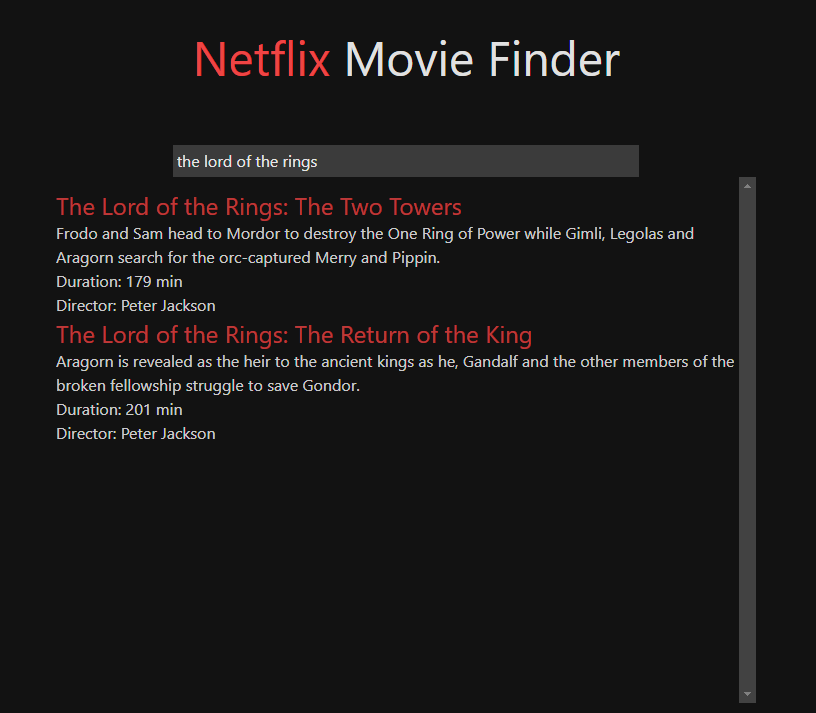 Netflix Movie Finder
the lord of the rings
The Lord of the Rings: The Two Towers
Frodo and Sam head to Mordor to destroy the One Ring of Power while Gimli, Legolas and
Aragorn search for the orc-captured Merry and Pippin.
Duration: 179 min
Director: Peter Jackson
The Lord of the Rings: The Return of the King
Aragorn is revealed as the heir to the ancient kings as he, Gandalf and the other members of the
broken fellowship struggle to save Gondor.
Duration: 201 min
Director: Peter Jackson